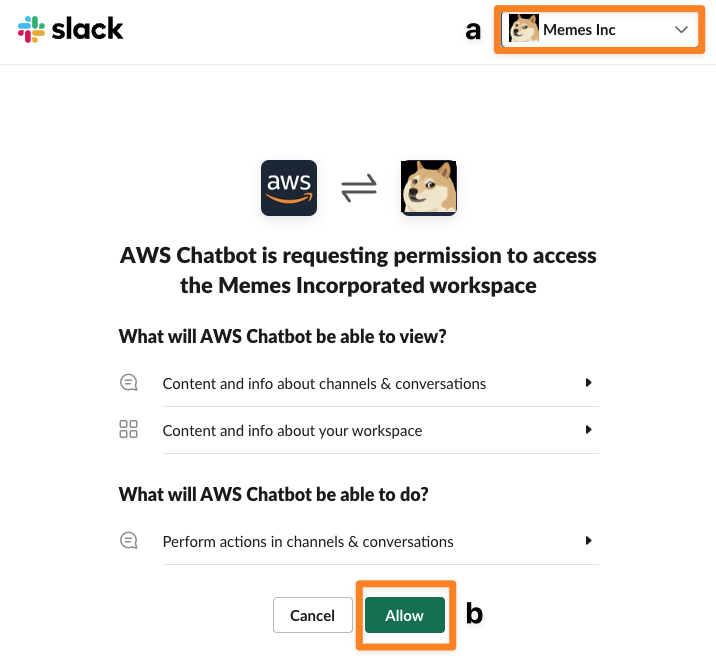 slack
a
Memes Inc
aws
AWS Chatbot is requesting permission to access
the Memes Incorporated workspace
What will AWS Chatbot be able to view?
Content and info about channels & conversations
Content and info about your workspace
What will AWS Chatbot be able to do?
Perform actions in channels & conversations
Cancel
Allow
b